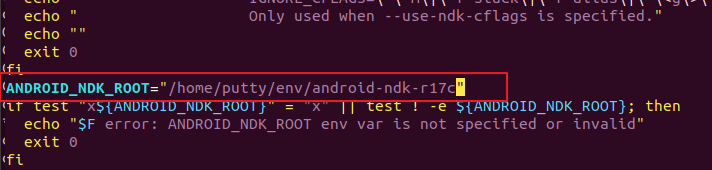 echo "                Only used when --use-ndk-cflags is specified."
echo ""
exit 0
fi
ANDROID_NDK_ROOT="/home/putty/env/android-ndk-r17c"
if test "x${ANDROID_NDK_ROOT}" = "x" || test ! -e ${ANDROID_NDK_ROOT}; then
echo "$F error: ANDROID_NDK_ROOT env var is not specified or invalid"
exit 0
fi